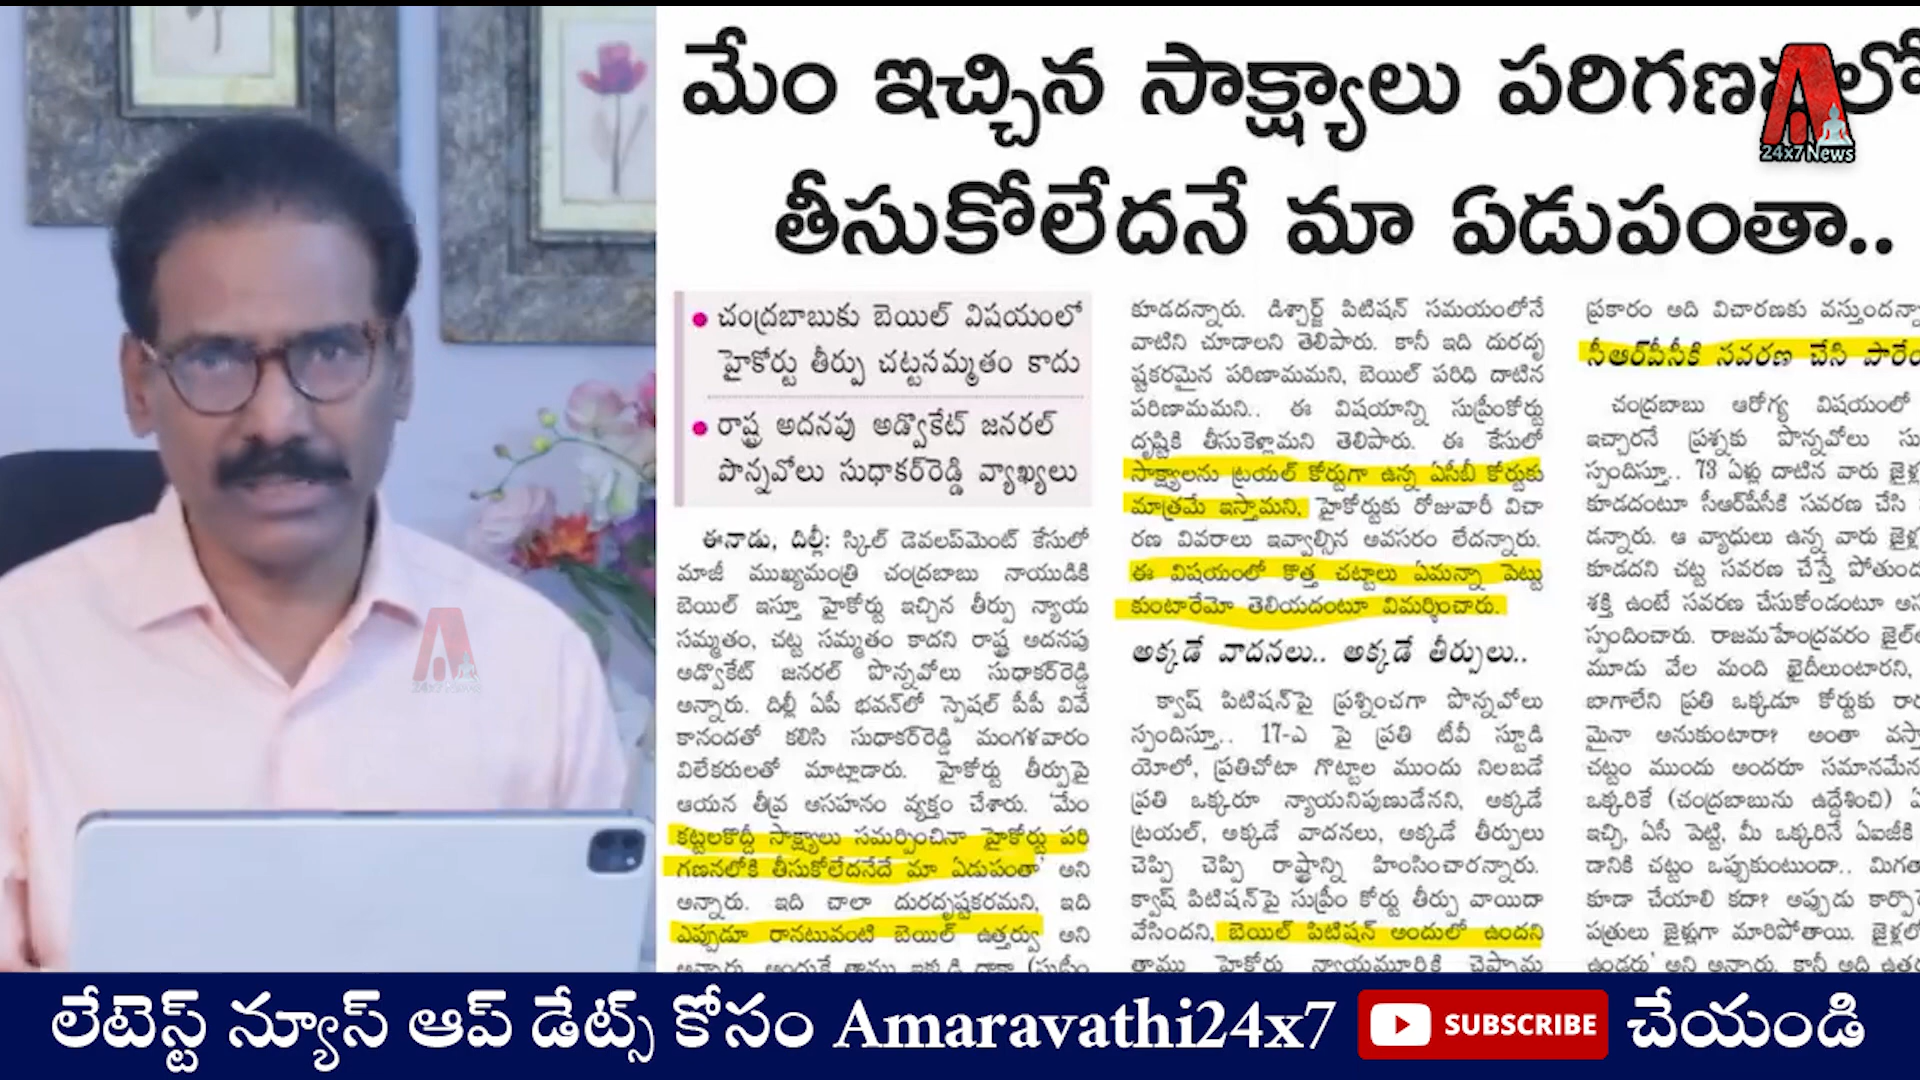 మేం ఇచ్చిన సాక్ష్యాలు
తీసుకోలేదనే మా ఏడుపంతా..
A
24x7 News
• చంద్రబాబుకు బెయిల్ విషయంలో
హైకోర్టు తీర్పు చట్టసమ్మతం కాదు
• రాష్ట్ర అదనపు అడ్వొకేట్ జనరల్
పొన్నవోలు సుధాకర్‌రెడ్డి వ్యాఖ్యలు
ఈనాడు, దిల్లీ: స్కిల్ డెవలప్‌మెంట్ కేసులో
మాజీ ముఖ్యమంత్రి చంద్రబాబు నాయుడికి
బెయిల్ ఇస్తూ హైకోర్టు ఇచ్చిన తీర్పు న్యాయ
సమ్మతం, చట్ట సమ్మతం కాదని రాష్ట్ర అదనపు
అడ్వొకేట్ జనరల్ పొన్నవోలు సుధాకర్‌రెడ్డి
అన్నారు. దిల్లీ ఏపీ భవన్‌లో స్పెషల్ పీపీ వివే
కానందతో కలిసి సుధాకర్‌రెడ్డి మంగళవారం
విలేకరులతో మాట్లాడారు. హైకోర్టు తీర్పుపై
ఆయన తీవ్ర అసహనం వ్యక్తం చేశారు. 'మేం
కట్టలకొద్దీ సాక్ష్యాలు సమర్పించినా హైకోర్టు పరి
గణనలోకి తీసుకోలేదనేదే మా ఏడుపంతా' అని
అన్నారు. ఇది చాలా దురదృష్టకరమని, ఇది
ఎప్పుడూ రానటువంటి బెయిల్ ఉత్తర్వు అని
కూడదన్నారు. డిశ్చార్జ్ పిటిషన్ సమయంలోనే
వాటిని చూడాలని తెలిపారు. కానీ ఇది దురదృ
ష్టకరమైన పరిణామమని, బెయిల్ పరిధి దాటిన
పరిణామమని.. ఈ విషయాన్ని సుప్రీంకోర్టు
దృష్టికి తీసుకెళ్లామని తెలిపారు. ఈ కేసులో
సాక్ష్యాలను ట్రయల్ కోర్టుగా ఉన్న ఏసీబీ కోర్టుకు
మాత్రమే ఇస్తామని, హైకోర్టుకు రోజువారీ విచా
రణ వివరాలు ఇవ్వాల్సిన అవసరం లేదన్నారు.
ఈ విషయంలో కొత్త చట్టాలు ఏమన్నా పెట్టు
కుంటారేమో తెలియదంటూ విమర్శించారు.
అక్కడే వాదనలు.. అక్కడే తీర్పులు..
క్వాష్ పిటిషన్‌పై ప్రశ్నించగా పొన్నవోలు
స్పందిస్తూ.. 17-ఎ పై ప్రతి టీవీ స్టూడి
యోలో, ప్రతిచోటా గొట్టాల ముందు నిలబడే
ప్రతి ఒక్కరూ న్యాయనిపుణుడేనని, అక్కడే
ట్రయల్, అక్కడే వాదనలు, అక్కడే తీర్పులు
చెప్పి చెప్పి రాష్ట్రాన్ని హింసించారన్నారు.
క్వాష్ పిటిషన్‌పై సుప్రీం కోర్టు తీర్పు వాయిదా
వేసిందని, బెయిల్ పిటిషన్ అందులో ఉందని
ప్రకారం అది విచారణకు
సీఆర్‌పీసీకి సవరణ చేసి
చంద్రబాబు ఆరోగ్య విషయంలో
ఇచ్చారనే ప్రశ్నకు పొన్నవోలు
స్పందిస్తూ.. 73 ఏళ్లు దాటిన వారు
కూడదంటూ సీఆర్‌పీసీకి సవరణ చేసి
డన్నారు. ఆ వ్యాధులు ఉన్న వారు
కూడదని చట్ట సవరణ చేస్తే
శక్తి ఉంటే సవరణ చేసుకోండంటూ
స్పందించారు. రాజమహేంద్రవరం
మూడు వేల మంది ఖైదీలుంటారని,
బాగాలేని ప్రతి ఒక్కడూ కోర్టుకు
మైనా అనుకుంటారా? అంతా
చట్టం ముందు అందరూ
ఒక్కరికే (చంద్రబాబును ఉద్దేశించి)
ఇచ్చి, ఏసీ పెట్టి, మీ ఒక్కరినే
డానికి చట్టం ఒప్పుకుంటుందా..
కూడా చేయాలి కదా? అప్పుడు
పత్రులు జైళ్లుగా మారిపోతాయి.
ఉండరు' అని అన్నారు. కానీ అది
A
24x7 News
లేటెస్ట్ న్యూస్ ఆప్ డేట్స్ కోసం Amaravathi24x7 SUBSCRIBE చేయండి